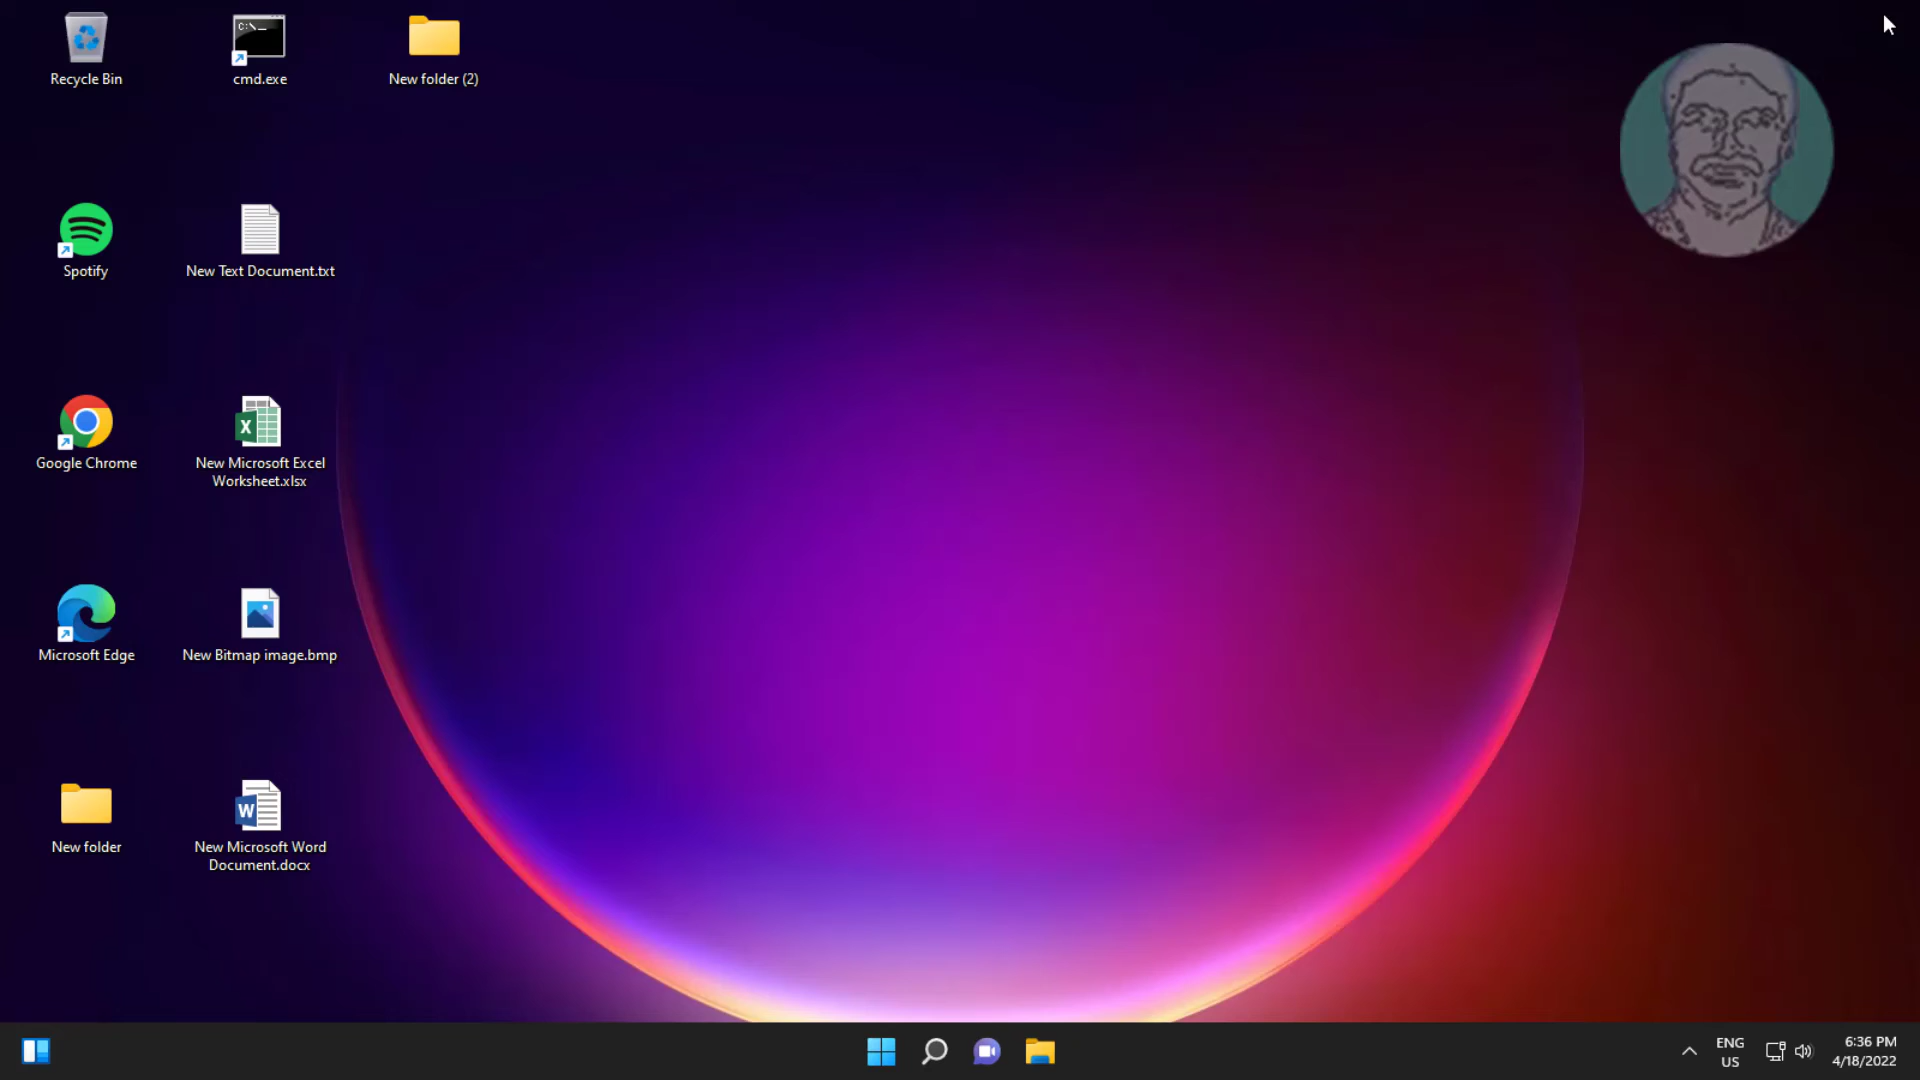 Recycle Bin
cmd.exe
New folder (2)
Spotify
New Text Document.txt
Google Chrome
New Microsoft Excel
Worksheet.xlsx
Microsoft Edge
New Bitmap image.bmp
New folder
New Microsoft Word
Document.docx
ENG
US
6:36 PM
4/18/2022